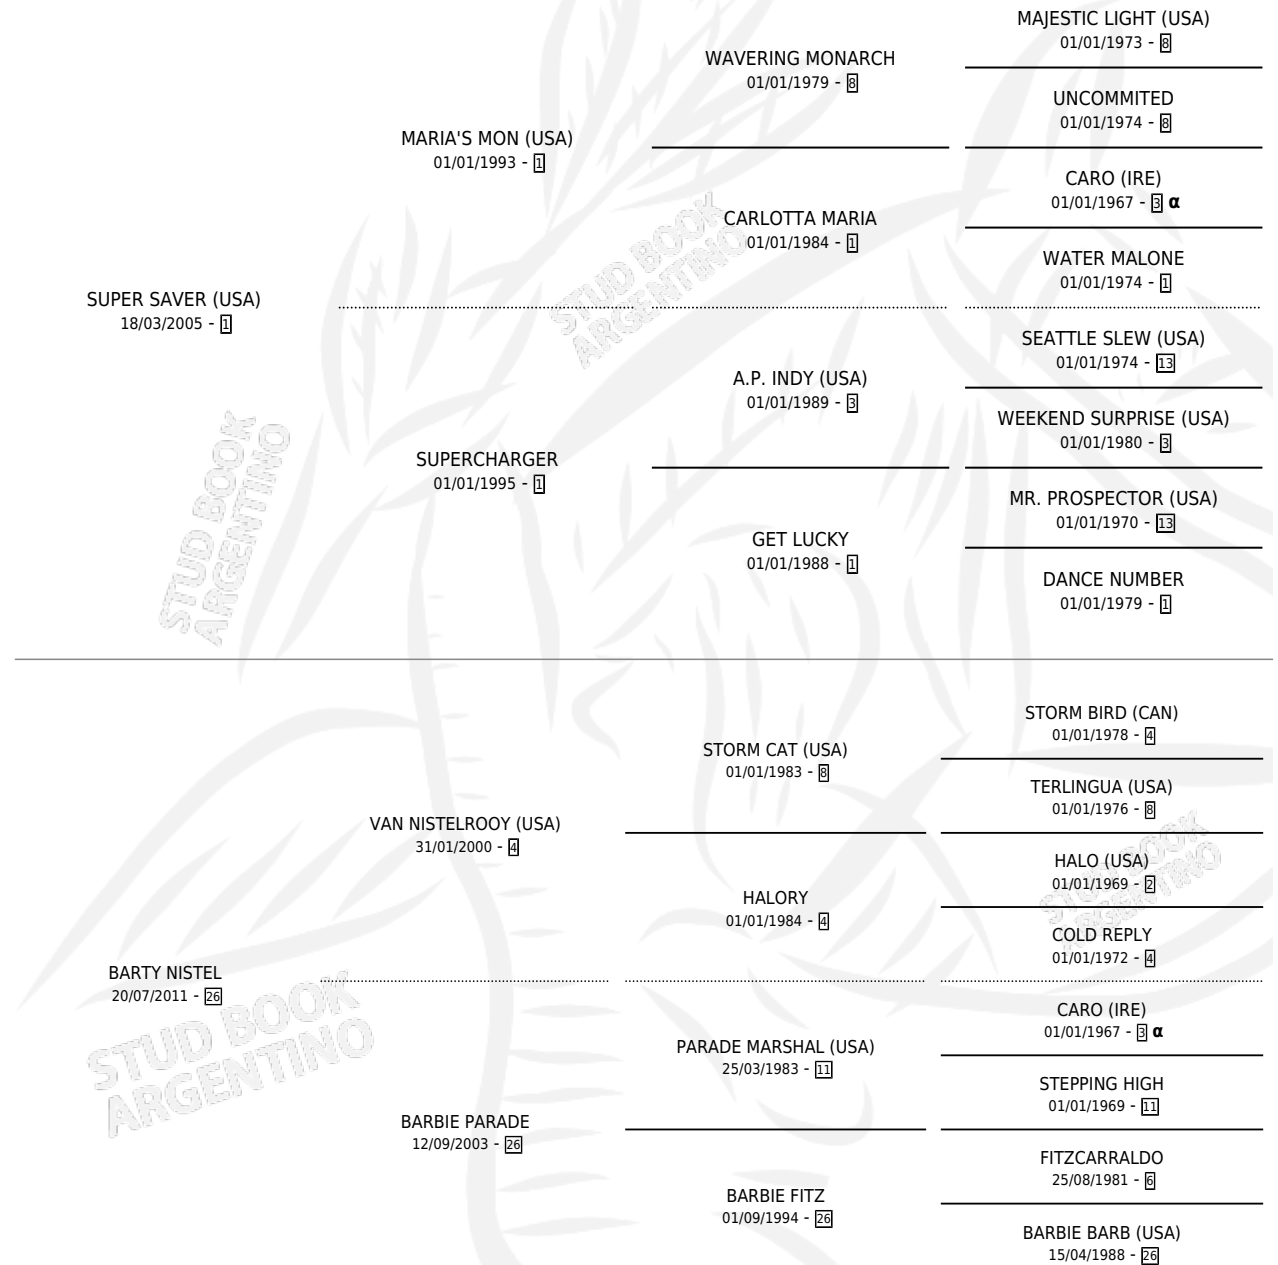 MAJESTIC LIGHT (USA)
01/01/1973 - 8
WAVERING MONARCH
01/01/1979 - 8
UNCOMMITED
01/01/1974 - 8
MARIA'S MON (USA)
01/01/1993 - 1
CARO (IRE)
01/01/1967 - 3 α
CARLOTTA MARIA
01/01/1984 - 1
WATER MALONE
01/01/1974 - 1
SUPER SAVER (USA)
18/03/2005 - 1
SEATTLE SLEW (USA)
01/01/1974 - 13
A.P. INDY (USA)
01/01/1989 - 3
WEEKEND SURPRISE (USA)
01/01/1980 - 3
SUPERCHARGER
01/01/1995 - 1
MR. PROSPECTOR (USA)
01/01/1970 - 13
GET LUCKY
01/01/1988 - 1
DANCE NUMBER
01/01/1979 - 1
STUD BOOK
ARGENTINO
STUD BOOK
ARGENTINO
STORM BIRD (CAN)
01/01/1978 - 4
STORM CAT (USA)
01/01/1983 - 8
TERLINGUA (USA)
01/01/1976 - 8
VAN NISTELROOY (USA)
31/01/2000 - 4
HALO (USA)
01/01/1969 - 2
HALORY
01/01/1984 - 4
COLD REPLY
01/01/1972 - 4
BARTY NISTEL
20/07/2011 - 26
CARO (IRE)
01/01/1967 - 3 α
PARADE MARSHAL (USA)
25/03/1983 - 11
STEPPING HIGH
01/01/1969 - 11
BARBIE PARADE
12/09/2003 - 26
FITZCARRALDO
25/08/1981 - 6
BARBIE FITZ
01/09/1994 - 26
BARBIE BARB (USA)
15/04/1988 - 26
STUD BOOK
ARGENTINO
STUD BOOK
ARGENTINO